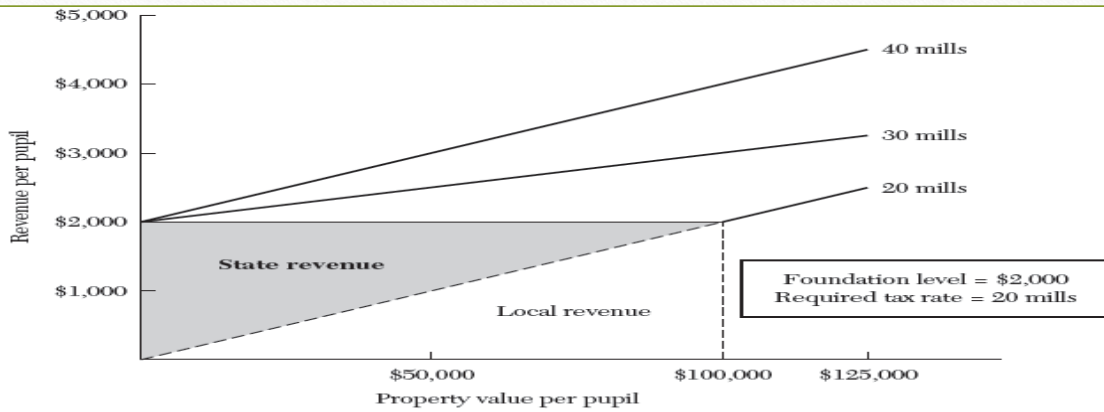 $5,000
$4,000
$3,000
$2,000
$1,000
Revenue per pupil
40 mills
30 mills
20 mills
State revenue
Local revenue
Foundation level = $2,000
Required tax rate = 20 mills
$50,000
$100,000
$125,000
Property value per pupil